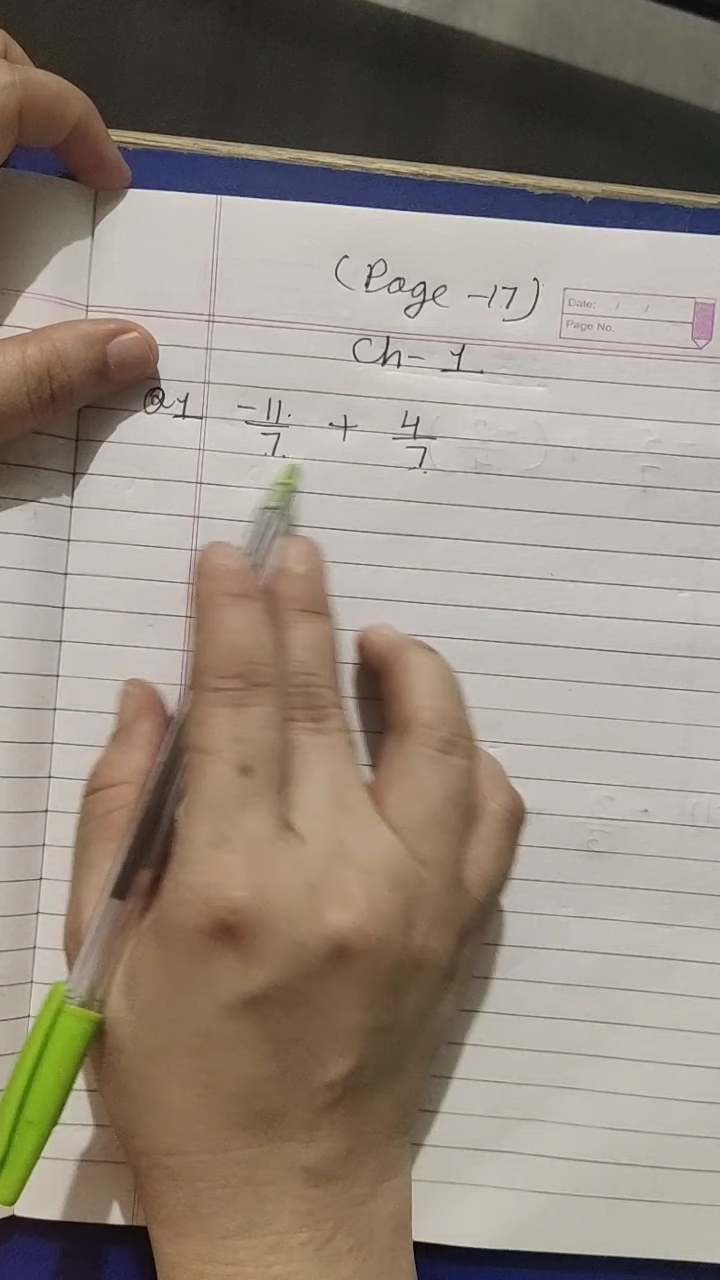 (Page -17)
Date: / /
Page No.
Ch- 1
Q1 -11/7 + 4/7